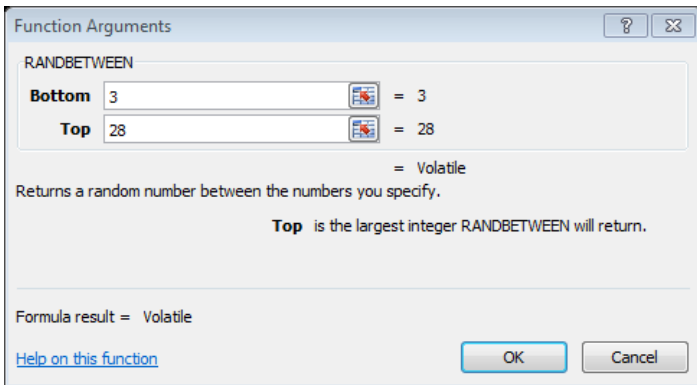 Function Arguments
RANDBETWEEN
Bottom 3 = 3
Top 28 = 28
= Volatile
Returns a random number between the numbers you specify.
Top is the largest integer RANDBETWEEN will return.
Formula result = Volatile
Help on this function OK Cancel